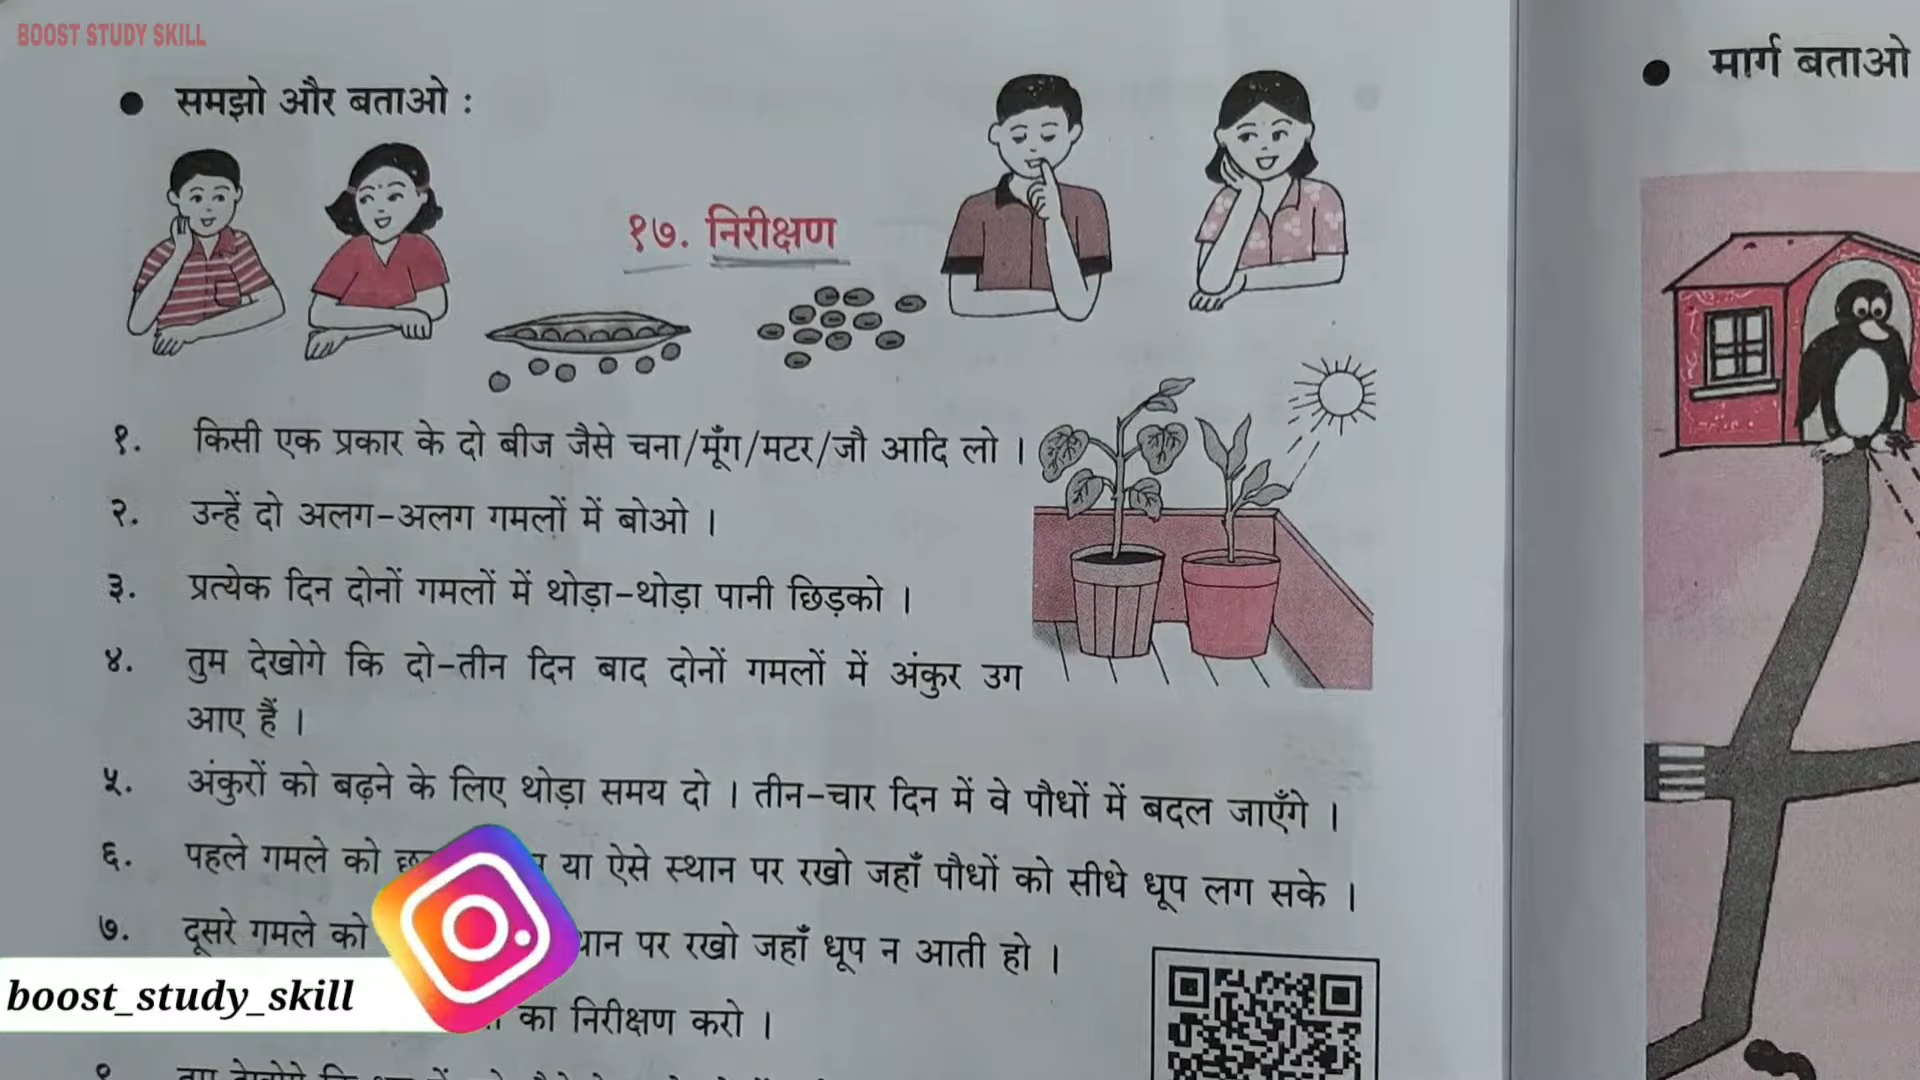 BOOST STUDY SKILL
● समझो और बताओ :
१७. निरीक्षण
१. किसी एक प्रकार के दो बीज जैसे चना/मूँग/मटर/जौ आदि लो ।
२. उन्हें दो अलग-अलग गमलों में बोओ ।
३. प्रत्येक दिन दोनों गमलों में थोड़ा-थोड़ा पानी छिड़को ।
४. तुम देखोगे कि दो-तीन दिन बाद दोनों गमलों में अंकुर उग
आए हैं ।
५. अंकुरों को बढ़ने के लिए थोड़ा समय दो । तीन-चार दिन में वे पौधों में बदल जाएँगे ।
६. पहले गमले को या ऐसे स्थान पर रखो जहाँ पौधों को सीधे धूप लग सके ।
७. दूसरे गमले को पर रखो जहाँ धूप न आती हो ।
का निरीक्षण करो ।
boost_study_skill
● मार्ग बताओ